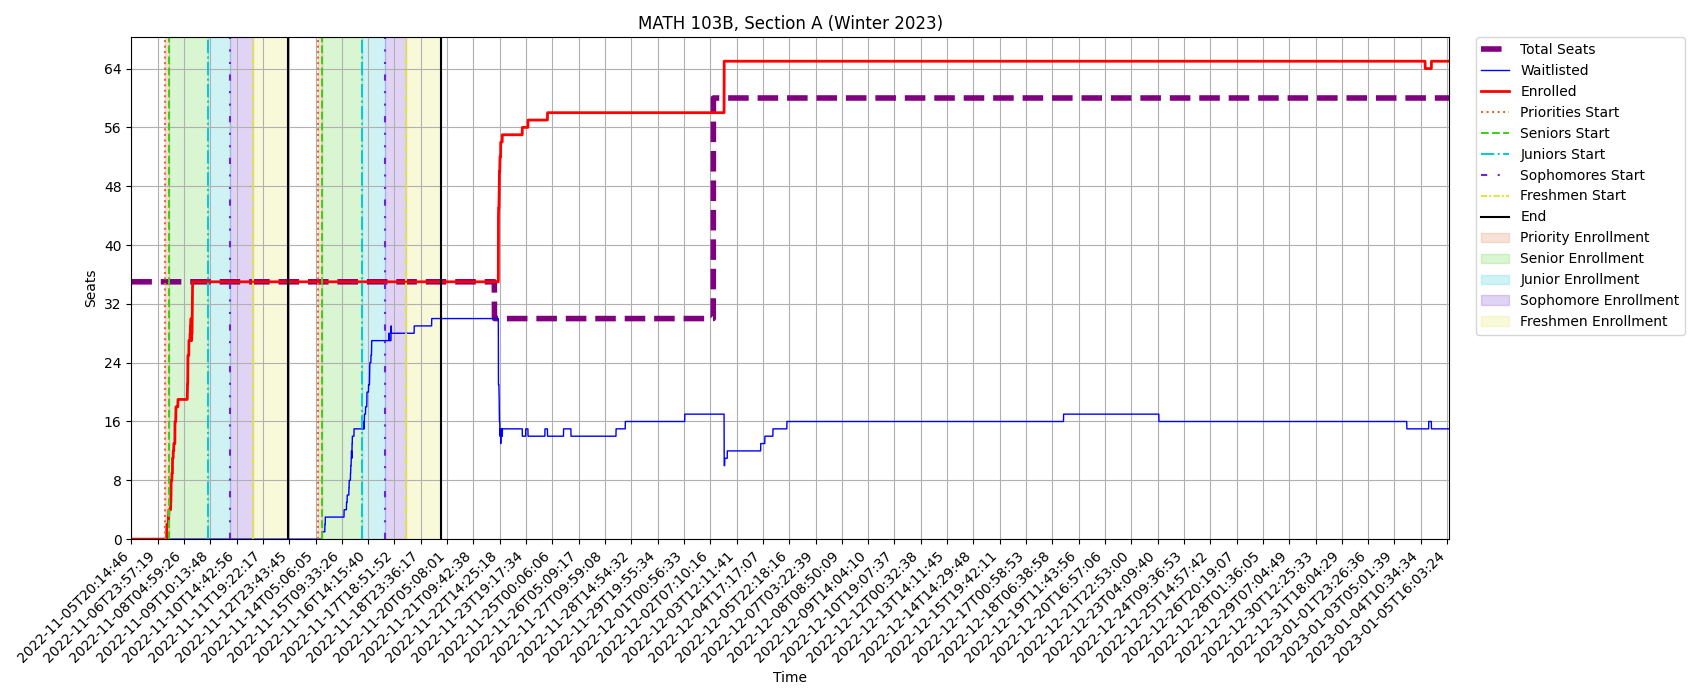 MATH 103B, Section A (Winter 2023)
64
56
48
40
32
24
16
8
0
Seats
2022-11-05T20:14:46
2022-11-06T23:57:19
2022-11-08T04:59:26
2022-11-09T10:13:48
2022-11-10T14:42:56
2022-11-11T19:22:17
2022-11-12T23:43:45
2022-11-14T05:06:05
2022-11-15T09:33:26
2022-11-16T14:15:40
2022-11-17T18:51:52
2022-11-18T23:36:17
2022-11-20T05:08:01
2022-11-21T09:42:38
2022-11-22T14:25:18
2022-11-23T19:17:34
2022-11-25T00:06:06
2022-11-26T05:09:17
2022-11-27T09:59:08
2022-11-28T14:54:32
2022-11-29T19:55:34
2022-12-01T00:56:33
2022-12-02T07:10:16
2022-12-03T12:11:41
2022-12-04T17:17:07
2022-12-05T22:18:16
2022-12-07T03:22:39
2022-12-08T08:50:09
2022-12-09T14:04:10
2022-12-10T19:07:37
2022-12-12T00:32:38
2022-12-13T14:11:45
2022-12-14T14:29:48
2022-12-15T19:42:11
2022-12-17T00:58:53
2022-12-18T06:38:58
2022-12-19T11:43:56
2022-12-20T16:57:06
2022-12-21T22:53:00
2022-12-23T04:09:40
2022-12-24T09:36:53
2022-12-25T14:57:42
2022-12-26T20:19:07
2022-12-28T01:36:05
2022-12-29T07:04:49
2022-12-30T12:25:33
2022-12-31T18:04:29
2023-01-01T23:26:36
2023-01-03T05:01:39
2023-01-04T10:34:34
2023-01-05T16:03:24
Time
Total Seats
Waitlisted
Enrolled
Priorities Start
Seniors Start
Juniors Start
Sophomores Start
Freshmen Start
End
Priority Enrollment
Senior Enrollment
Junior Enrollment
Sophomore Enrollment
Freshmen Enrollment